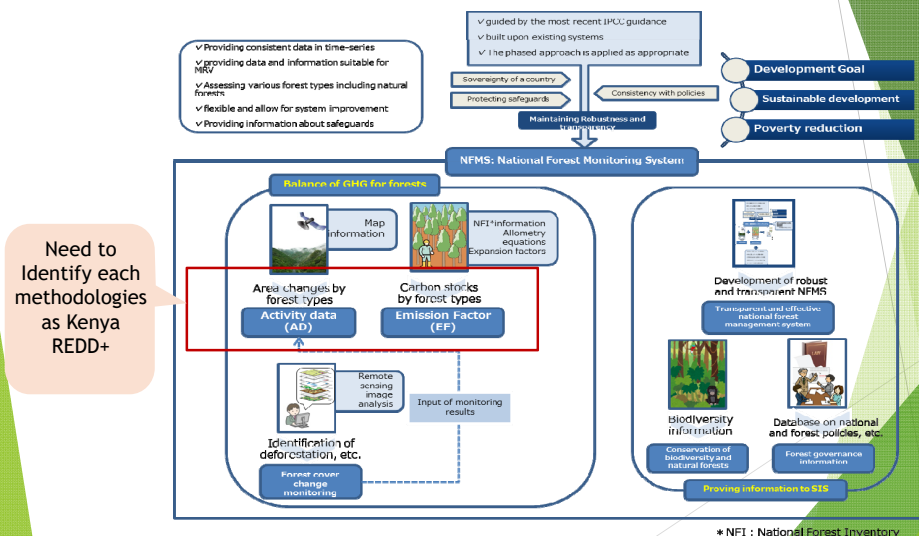 ✓Providing consistent data in time-series
✓providing data and information suitable for
MRV
✓Assessing various forest types including natural
forests
✓flexible and allow for system improvement
✓Providing information about safeguards
✓guided by the most recent IPCC guidance
✓built upon existing systems
✓The phased approach is applied as appropriate
Sovereignty of a country
Protecting safeguards
Consistency with policies
Maintaining Robustness and
transparency
Development Goal
Sustainable development
Poverty reduction
NFMS: National Forest Monitoring System
Balance of GHG for forests
Map
information
NFI*information
Allometry
equations
Expansion factors
Need to
Identify each
methodologies
as Kenya
REDD+
Area changes by
forest types
Activity data
(AD)
Carbon stocks
by forest types
Emission Factor
(EF)
Remote
sensing
image
analysis
Input of monitoring
results
Identification of
deforestation, etc.
Forest cover
change
monitoring
Development of robust
and transparent NFMS
Transparent and effective
national forest
management system
LAW
Biodiversity
information
Database on national
and forest policies, etc.
Conservation of
biodiversity and
natural forests
Forest governance
information
Proving information to SIS
* NFI : National Forest Inventory